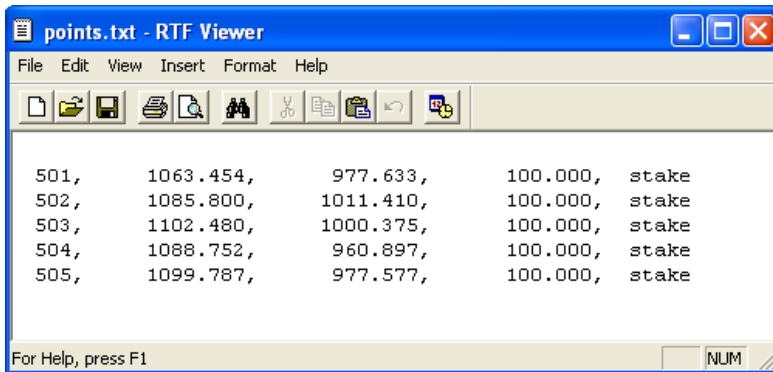 points.txt - RTF Viewer
File Edit View Insert Format Help
501, 1063.454, 977.633, 100.000, stake
502, 1085.800, 1011.410, 100.000, stake
503, 1102.480, 1000.375, 100.000, stake
504, 1088.752, 960.897, 100.000, stake
505, 1099.787, 977.577, 100.000, stake
For Help, press F1 NUM